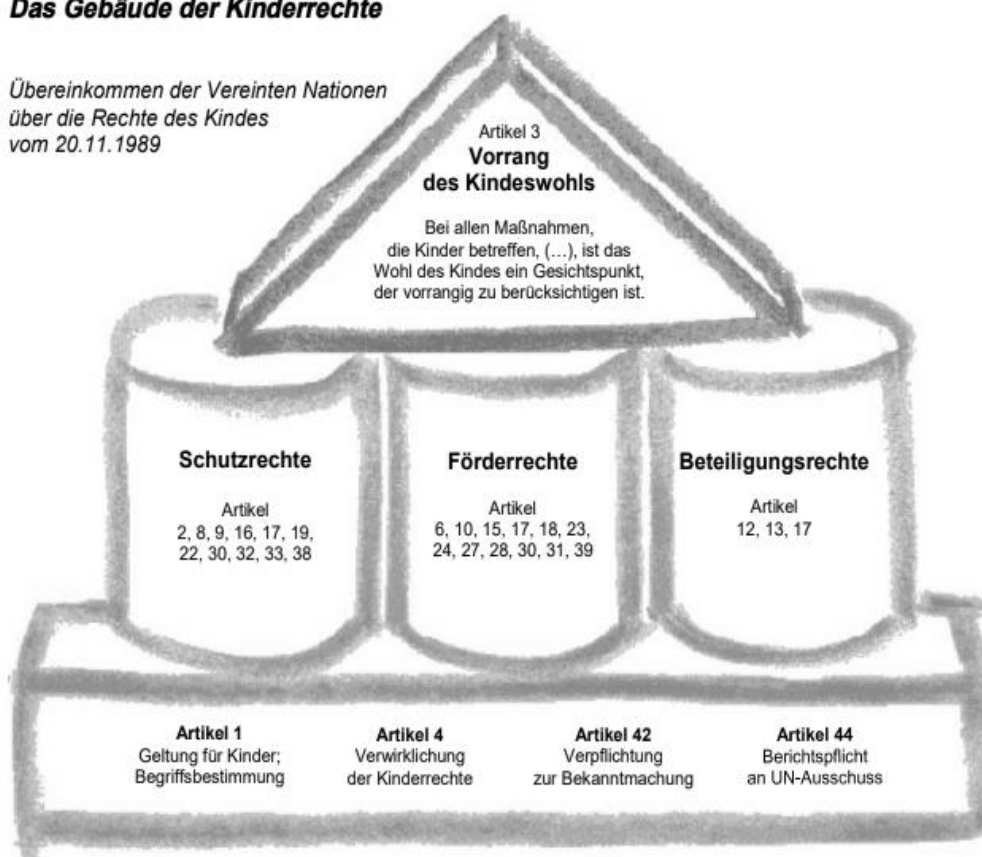 Das Gebäude der Kinderrechte
Übereinkommen der Vereinten Nationen
über die Rechte des Kindes
vom 20.11.1989
Artikel 3
Vorrang
des Kindeswohls
Bei allen Maßnahmen,
die Kinder betreffen, (…), ist das
Wohl des Kindes ein Gesichtspunkt,
der vorrangig zu berücksichtigen ist.
Schutzrechte
Artikel
2, 8, 9, 16, 17, 19,
22, 30, 32, 33, 38
Förderrechte
Artikel
6, 10, 15, 17, 18, 23,
24, 27, 28, 30, 31, 39
Beteiligungsrechte
Artikel
12, 13, 17
Artikel 1
Geltung für Kinder;
Begriffsbestimmung
Artikel 4
Verwirklichung
der Kinderrechte
Artikel 42
Verpflichtung
zur Bekanntmachung
Artikel 44
Berichtspflicht
an UN-Ausschuss